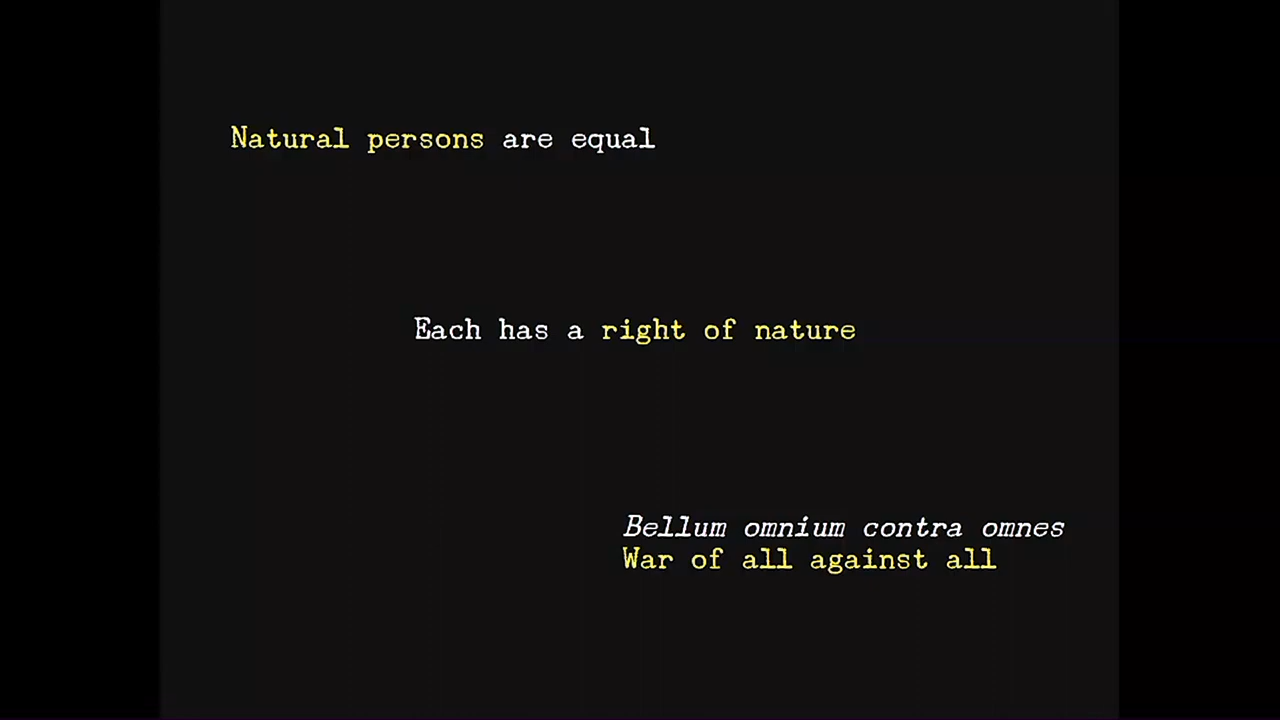 Natural persons are equal
Each has a right of nature
Bellum omnium contra omnes
War of all against all